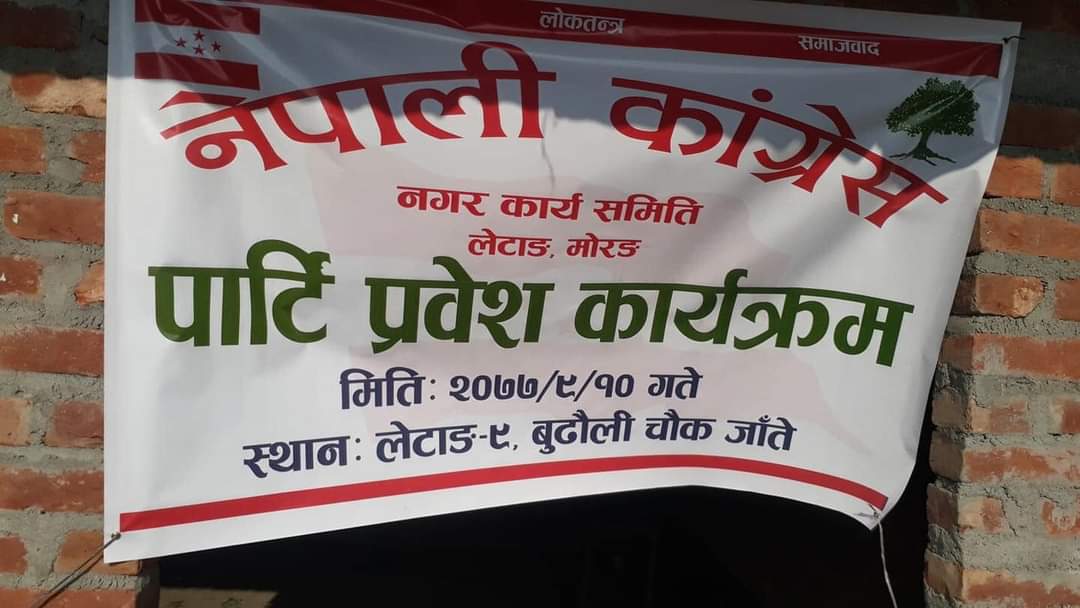 लोकतन्त्र
समाजवाद
नेपाली कांग्रेस
नगर कार्य समिति
लेटाङ, मोरङ
पार्टि प्रवेश कार्यक्रम
मिति: २०७७/९/१० गते
स्थान: लेटाङ-९, बुढौली चौक जाँते